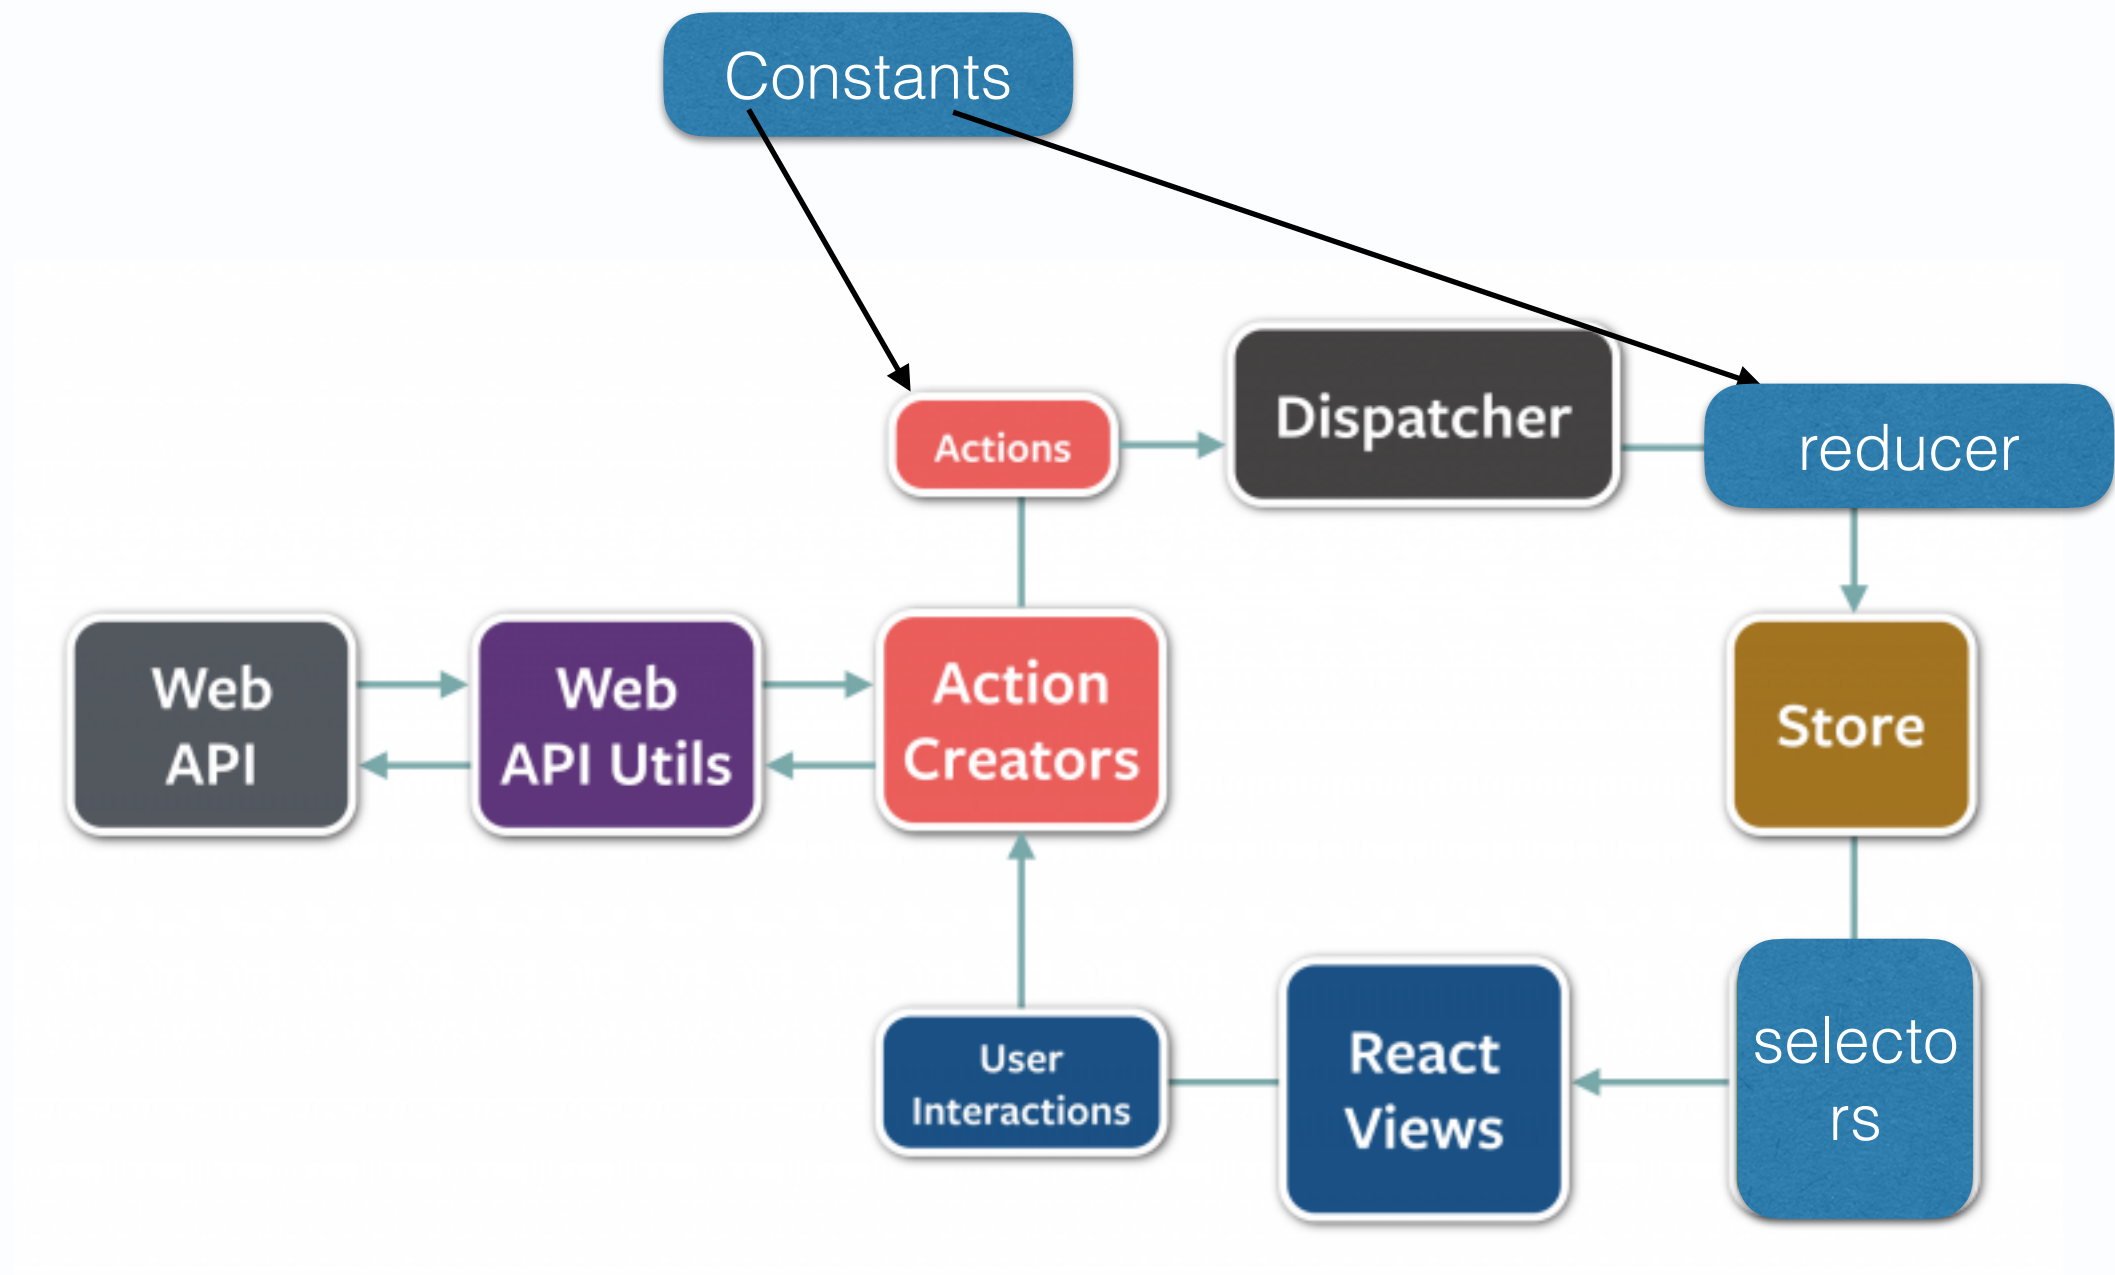 Constants
Actions
Dispatcher
reducer
Web
API
Web
API Utils
Action
Creators
Store
User
Interactions
React
Views
selecto
rs